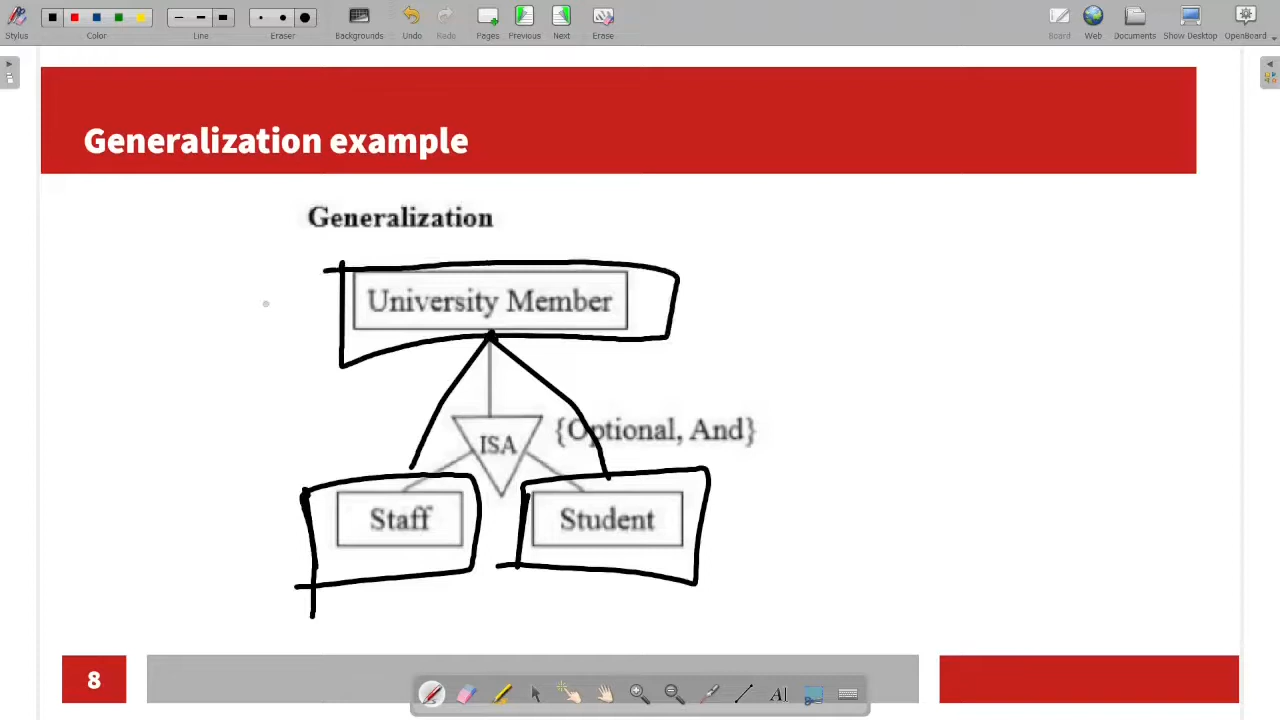 Stylus
Color
Line
Eraser
Backgrounds
Undo
Redo
Pages
Previous
Next
Erase
Board
Web
Documents
Show Desktop
OpenBoard
Generalization example
Generalization
University Member
ISA
{Optional, And}
Staff
Student
8
AI